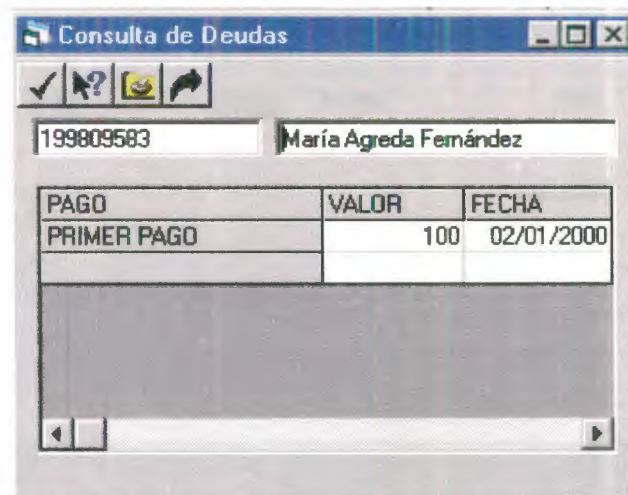 Consulta de Deudas
199809583 María Agreda Fernández
PAGO VALOR FECHA
PRIMER PAGO 100 02/01/2000